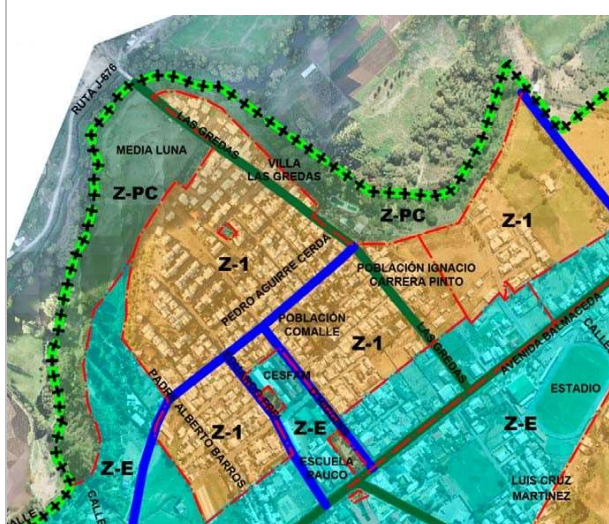 RUTA J-676
MEDIA LUNA
LAS GREDAS
VILLA
LAS GREDAS
Z-PC
Z-PC
Z-1
Z-1
PEDRO AGUIRRE CERDA
POBLACIÓN IGNACIO
CARRERA PINTO
POBLACIÓN
COMALLE
LAS GREDAS
AVENIDA BALMACEDA
CALLE
Z-1
CESFAM
PADRE ALBERTO BARROS
ESTADIO
Z-1
Z-E
Z-E
ESCUELA
RAUCO
Z-E
CALLE
LUIS CRUZ
MARTINEZ